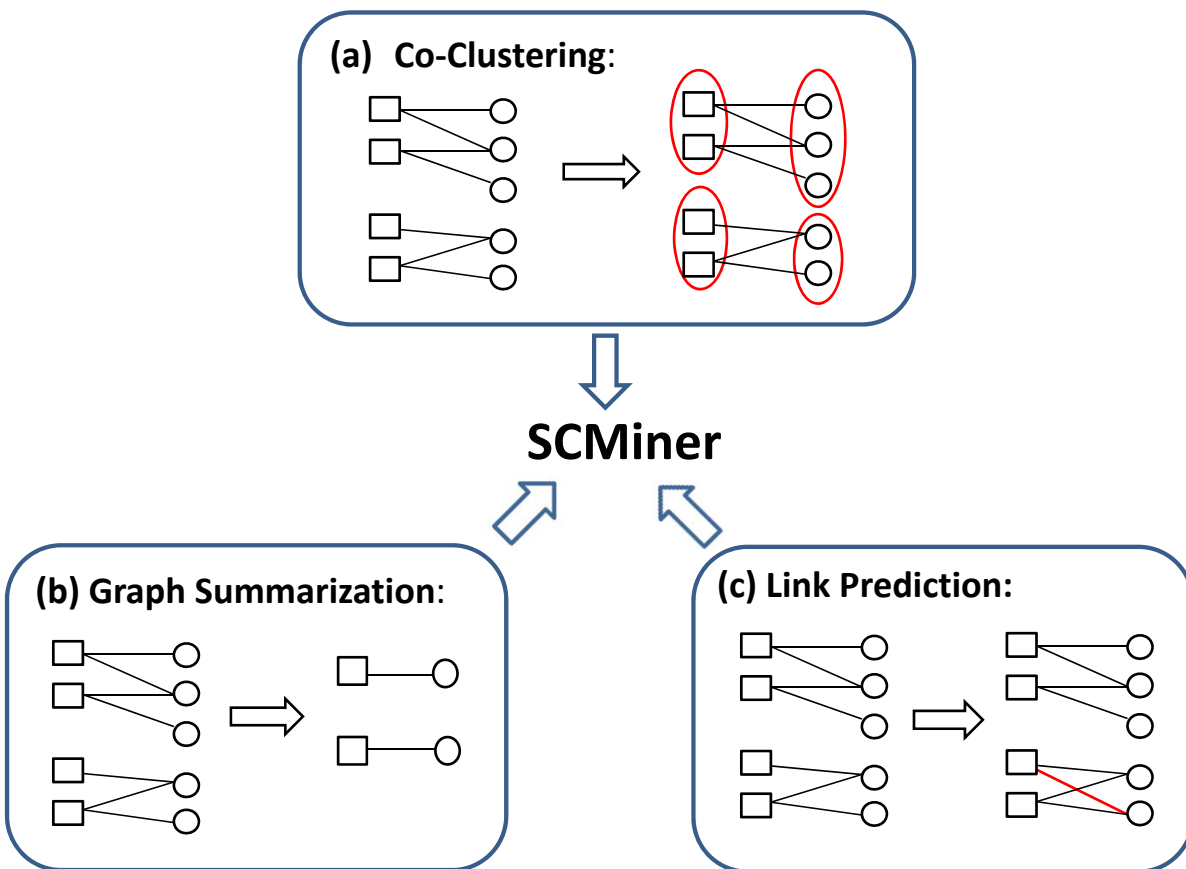 (a) Co-Clustering:
SCMiner
(b) Graph Summarization:
(c) Link Prediction: